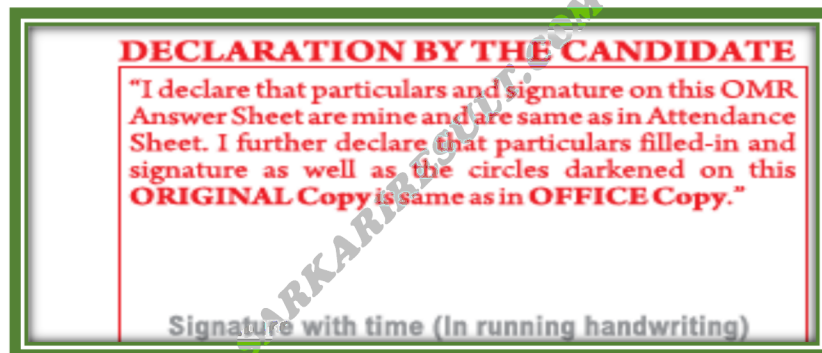 DECLARATION BY THE CANDIDATE
“I declare that particulars and signature on this OMR
Answer Sheet are mine and are same as in Attendance
Sheet. I further declare that particulars filled-in and
signature as well as the circles darkened on this
ORIGINAL Copy is same as in OFFICE Copy.”
Signature with time (In running handwriting)
SARKARIRESULT.COM